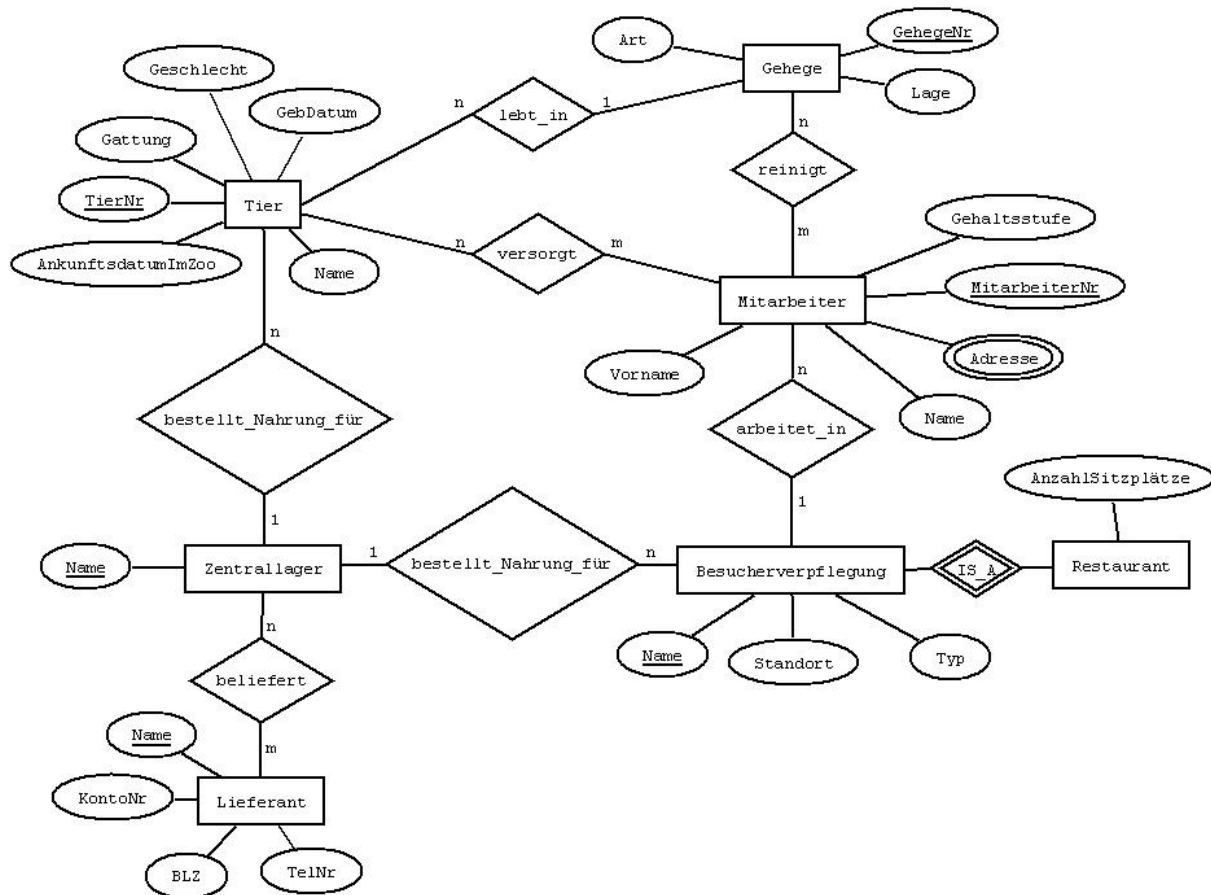 Art
GehegeNr
Gehege
Lage
Geschlecht
GebDatum
n
lebt_in
1
Gattung
n
reinigt
TierNr
Tier
m
AnkunftsdatumImZoo
Name
n
versorgt
m
Gehaltsstufe
MitarbeiterNr
Mitarbeiter
Adresse
Vorname
Name
n
n
bestellt_Nahrung_für
arbeitet_in
AnzahlSitzplätze
1
1
Name
Zentrallager
1
bestellt_Nahrung_für
n
Besucherverpflegung
IS_A
Restaurant
n
Name
Standort
Typ
beliefert
Name
m
KontoNr
Lieferant
BLZ
TelNr